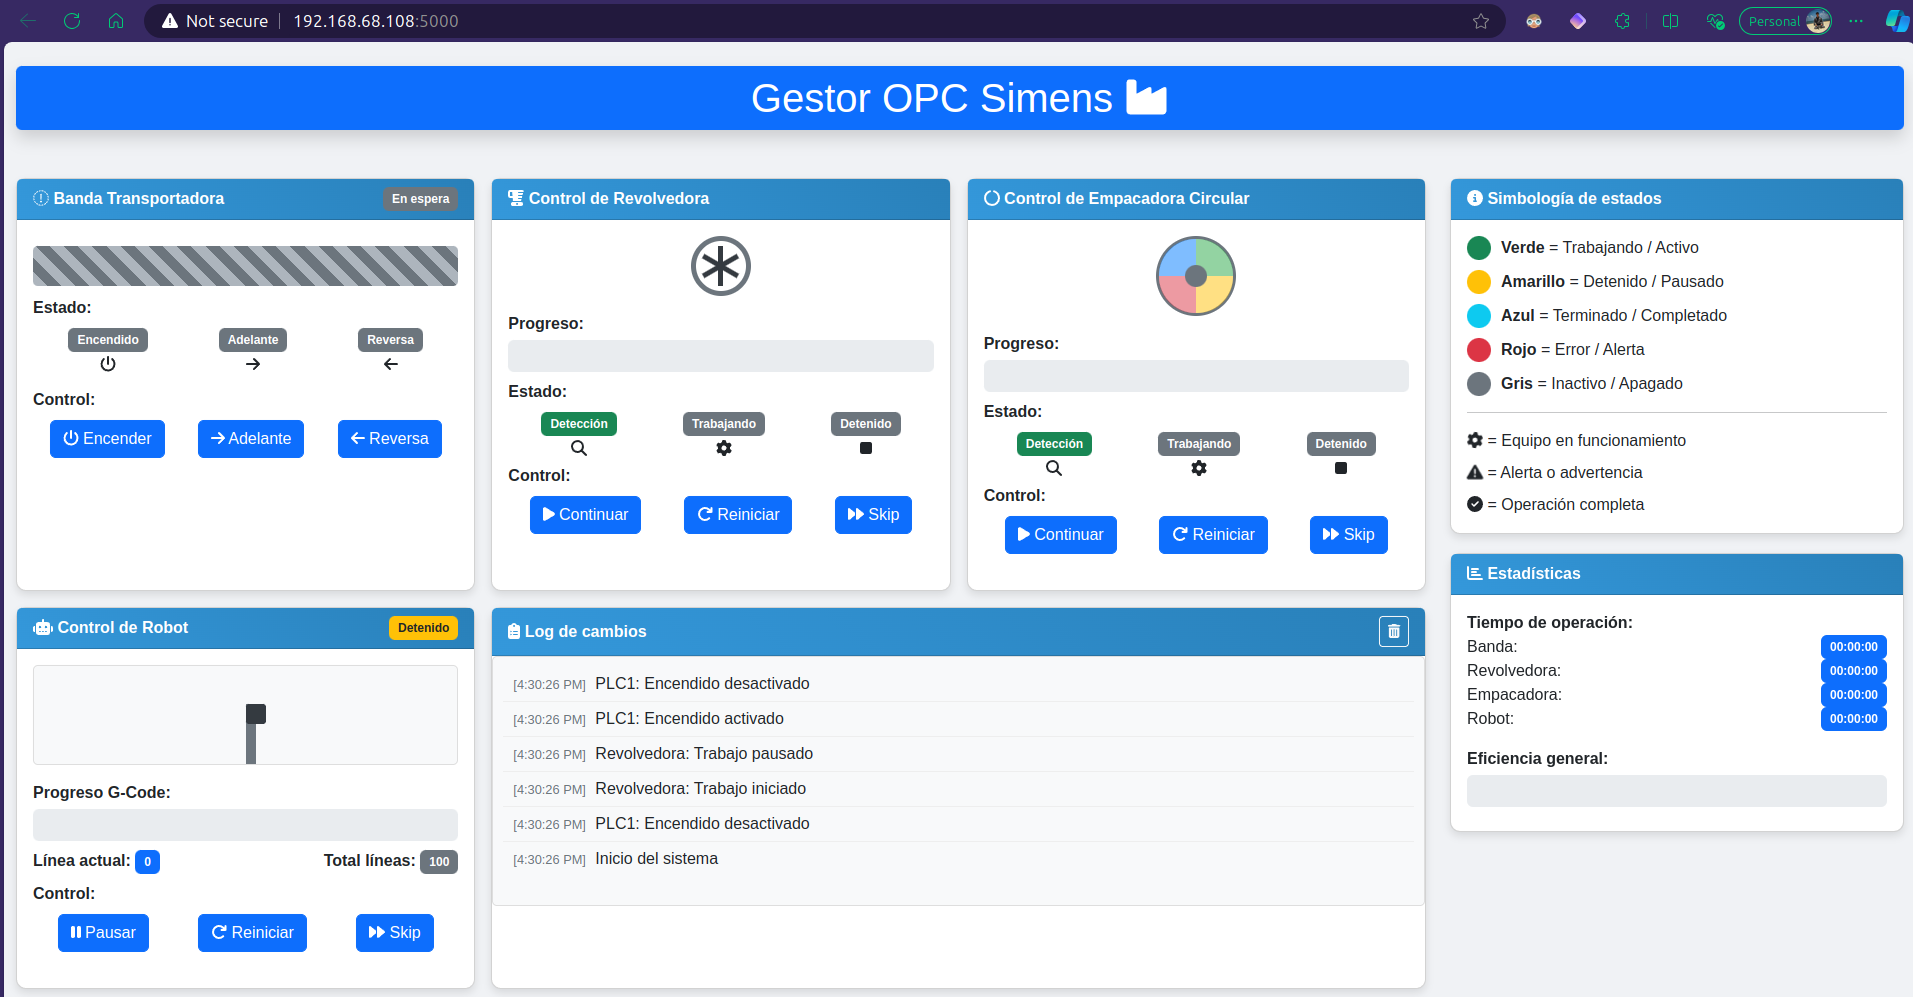 Not secure 192.168.68.108:5000
Personal
Gestor OPC Simens
Banda Transportadora
En espera
Estado:
Encendido Adelante Reversa
Control:
Encender Adelante Reversa
Control de Revolvedora
Progreso:
Estado:
Detección Trabajando Detenido
Control:
Continuar Reiniciar Skip
Control de Empacadora Circular
Progreso:
Estado:
Detección Trabajando Detenido
Control:
Continuar Reiniciar Skip
Simbología de estados
Verde = Trabajando / Activo
Amarillo = Detenido / Pausado
Azul = Terminado / Completado
Rojo = Error / Alerta
Gris = Inactivo / Apagado
= Equipo en funcionamiento
= Alerta o advertencia
= Operación completa
Control de Robot
Detenido
Progreso G-Code:
Línea actual: 0 Total líneas: 100
Control:
Pausar Reiniciar Skip
Log de cambios
[4:30:26 PM] PLC1: Encendido desactivado
[4:30:26 PM] PLC1: Encendido activado
[4:30:26 PM] Revolvedora: Trabajo pausado
[4:30:26 PM] Revolvedora: Trabajo iniciado
[4:30:26 PM] PLC1: Encendido desactivado
[4:30:26 PM] Inicio del sistema
Estadísticas
Tiempo de operación:
Banda: 00:00:00
Revolvedora: 00:00:00
Empacadora: 00:00:00
Robot: 00:00:00
Eficiencia general: